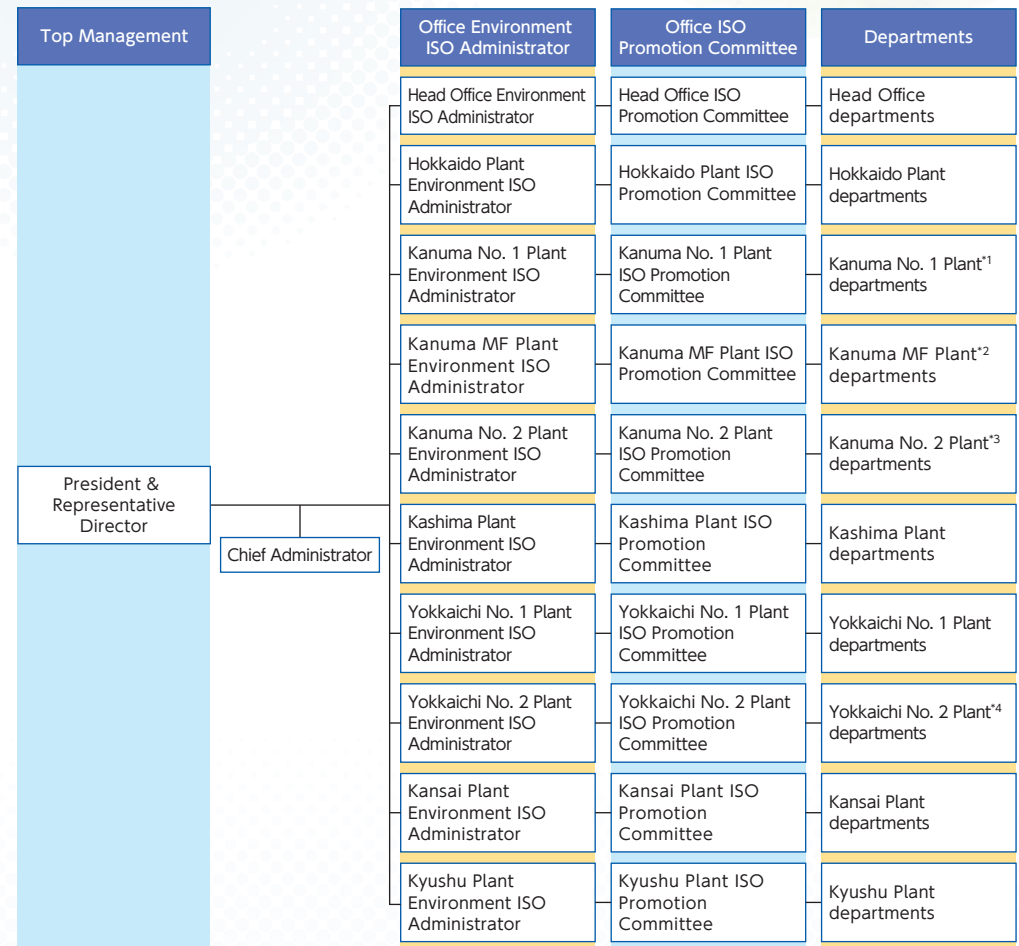 Top Management
Office Environment
ISO Administrator
Office ISO
Promotion Committee
Departments
Head Office Environment
ISO Administrator
Head Office ISO
Promotion Committee
Head Office
departments
Hokkaido Plant
Environment ISO
Administrator
Hokkaido Plant ISO
Promotion Committee
Hokkaido Plant
departments
Kanuma No. 1 Plant
Environment ISO
Administrator
Kanuma No. 1 Plant
ISO Promotion
Committee
Kanuma No. 1 Plant*1
departments
Kanuma MF Plant
Environment ISO
Administrator
Kanuma MF Plant ISO
Promotion Committee
Kanuma MF Plant*2
departments
Kanuma No. 2 Plant
Environment ISO
Administrator
Kanuma No. 2 Plant
ISO Promotion
Committee
Kanuma No. 2 Plant*3
departments
President &
Representative
Director
Chief Administrator
Kashima Plant
Environment ISO
Administrator
Kashima Plant ISO
Promotion
Committee
Kashima Plant
departments
Yokkaichi No. 1 Plant
Environment ISO
Administrator
Yokkaichi No. 1 Plant
ISO Promotion
Committee
Yokkaichi No. 1 Plant
departments
Yokkaichi No. 2 Plant
Environment ISO
Administrator
Yokkaichi No. 2 Plant
ISO Promotion
Committee
Yokkaichi No. 2 Plant*4
departments
Kansai Plant
Environment ISO
Administrator
Kansai Plant ISO
Promotion
Committee
Kansai Plant
departments
Kyushu Plant
Environment ISO
Administrator
Kyushu Plant ISO
Promotion
Committee
Kyushu Plant
departments